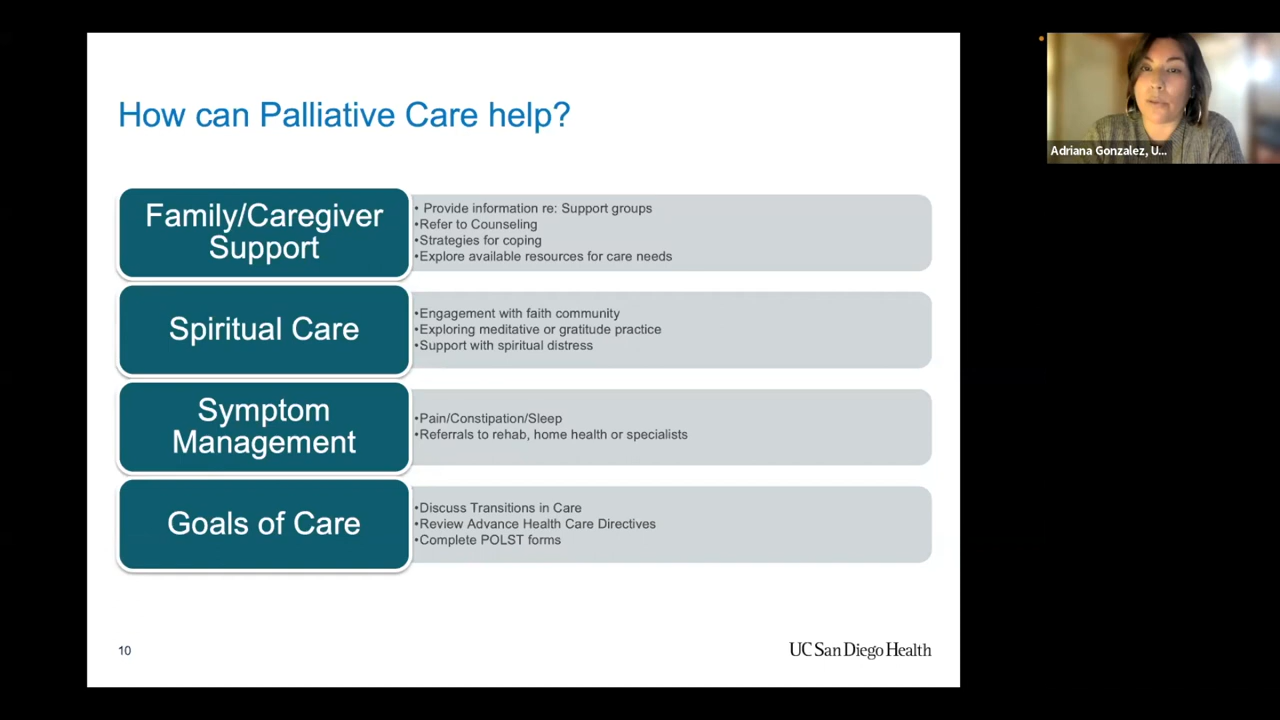 How can Palliative Care help?
Family/Caregiver
Support
• Provide information re: Support groups
•Refer to Counseling
•Strategies for coping
•Explore available resources for care needs
Spiritual Care
•Engagement with faith community
•Exploring meditative or gratitude practice
•Support with spiritual distress
Symptom
Management
•Pain/Constipation/Sleep
•Referrals to rehab, home health or specialists
Goals of Care
•Discuss Transitions in Care
•Review Advance Health Care Directives
•Complete POLST forms
10
UC San Diego Health
Adriana Gonzalez, U...